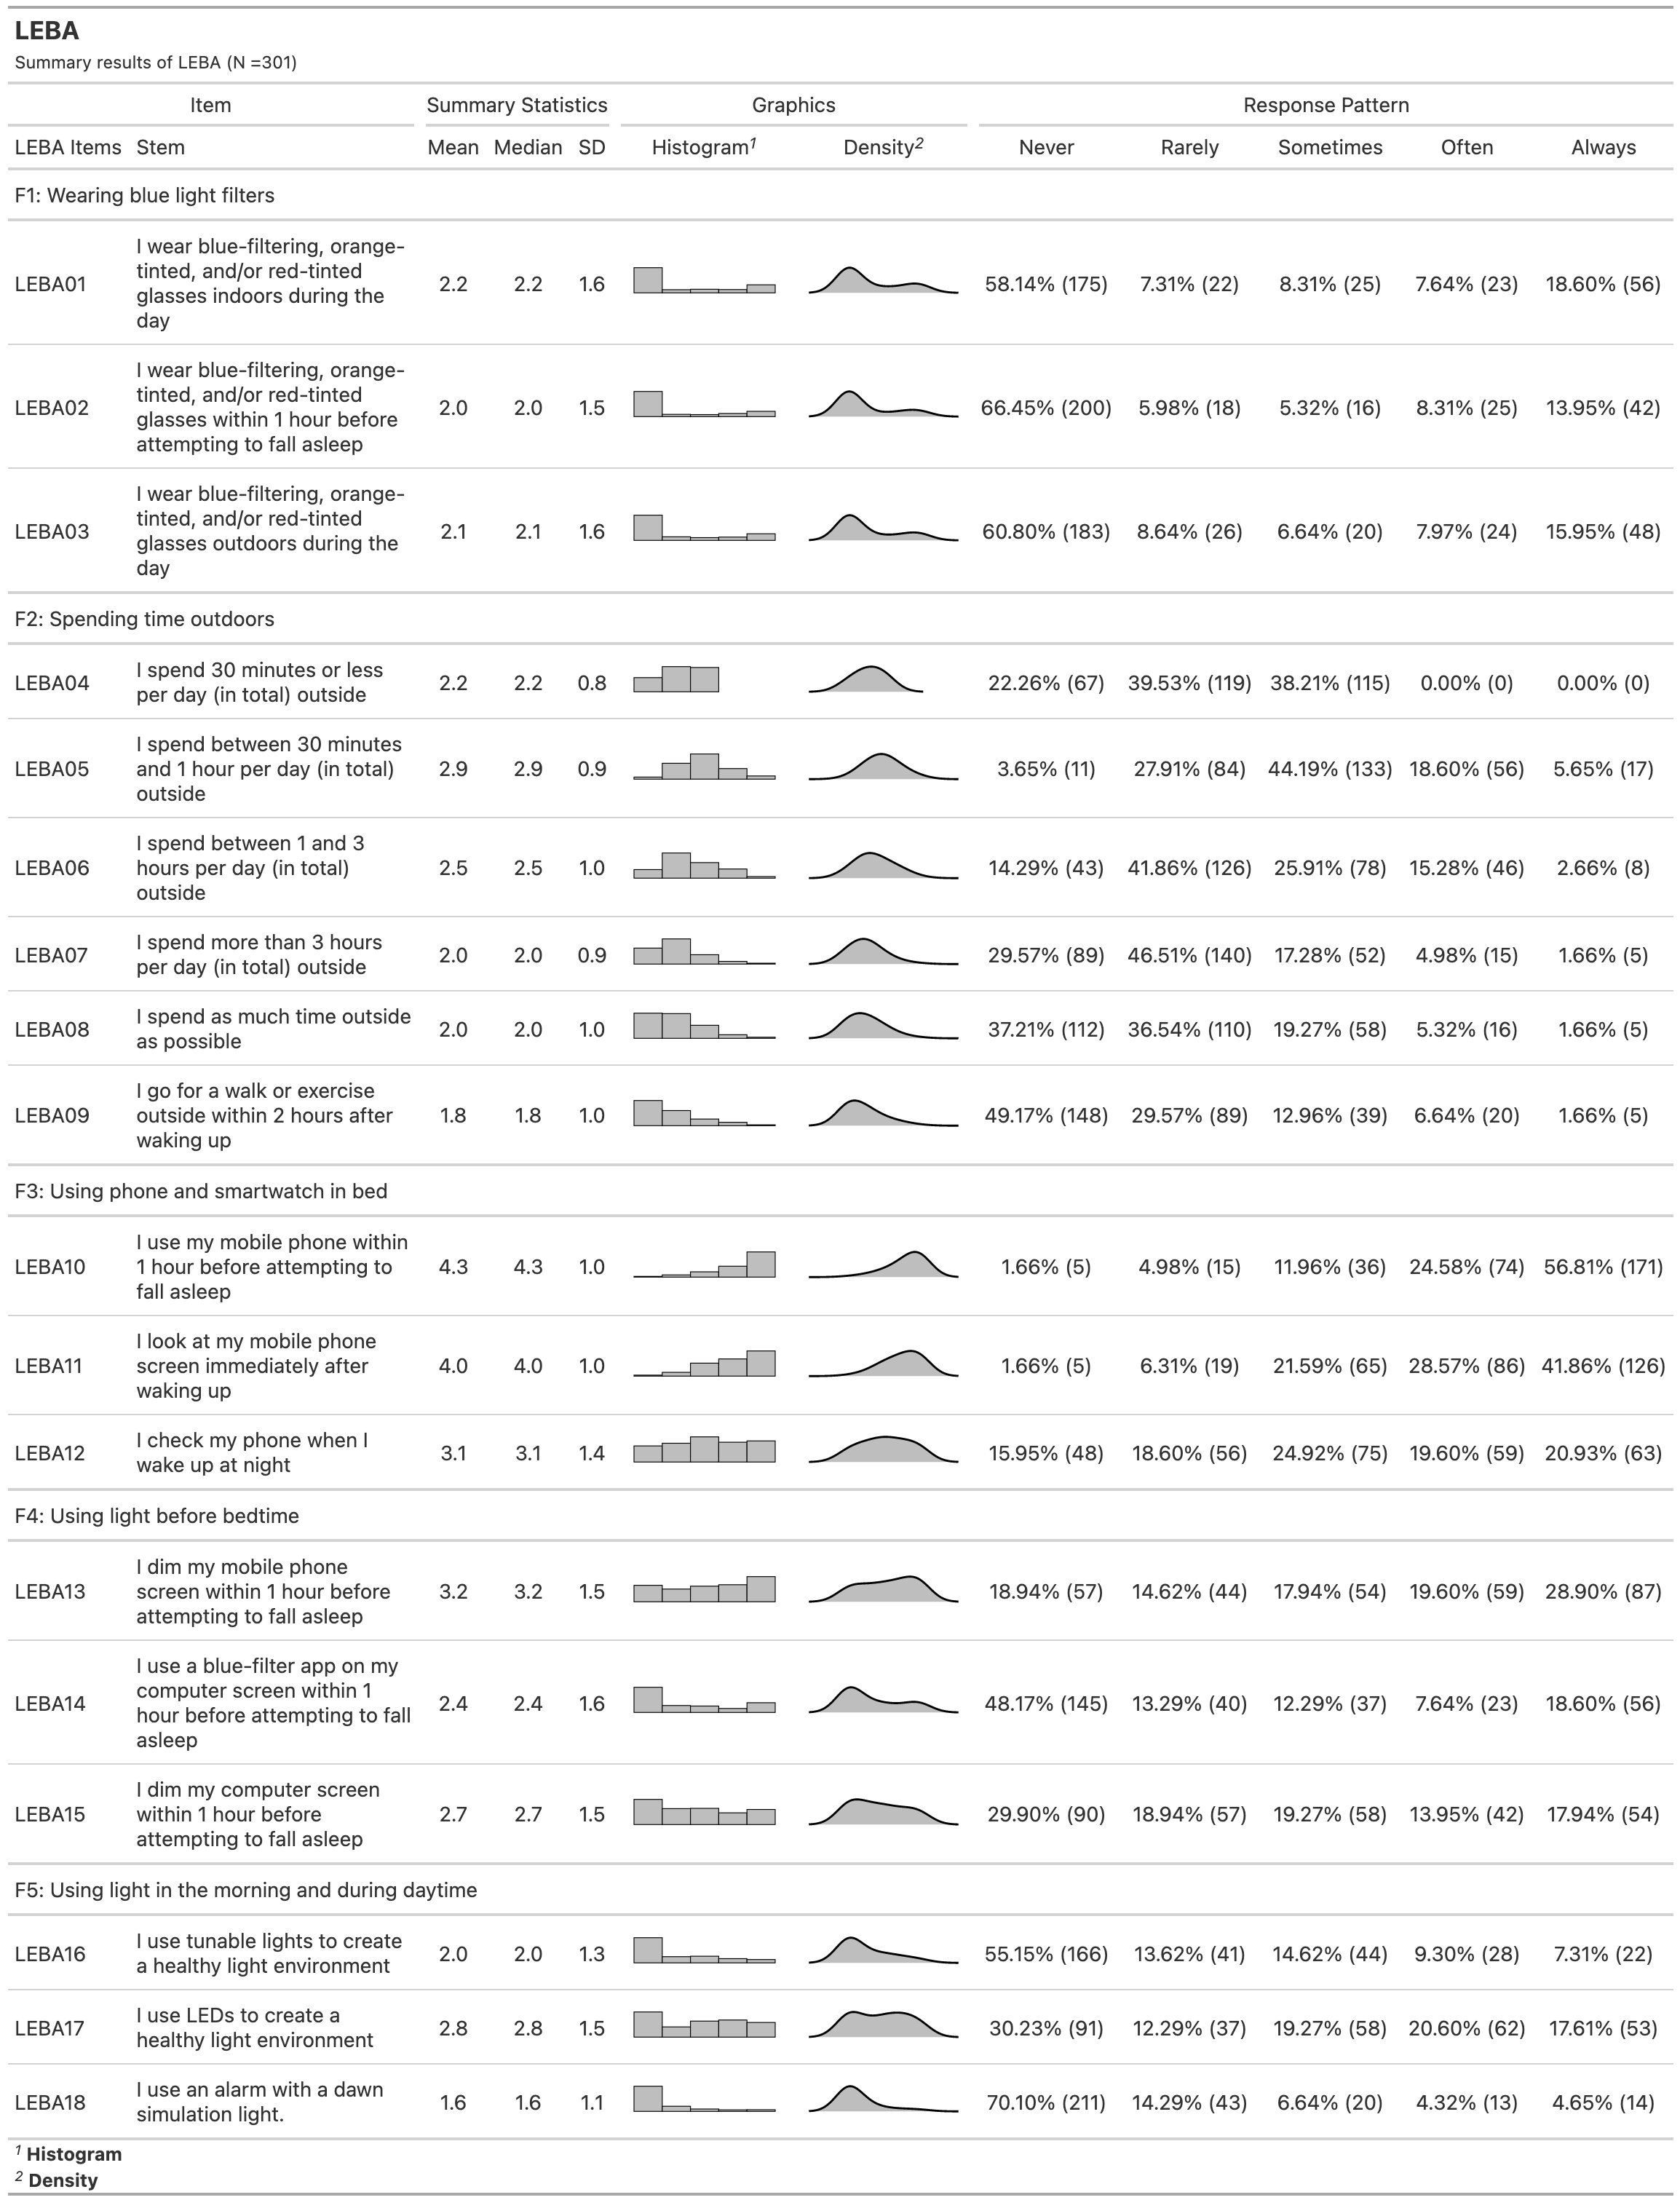 LEBA
Summary results of LEBA (N =301)
Item Summary Statistics Graphics Response Pattern
LEBA Items Stem Mean Median SD Histogram1 Density2 Never Rarely Sometimes Often Always
F1: Wearing blue light filters
I wear blue-filtering, orange-
tinted, and/or red-tinted
LEBA01 2.2 2.2 1.6 58.14% (175) 7.31% (22) 8.31% (25) 7.64% (23) 18.60% (56)
glasses indoors during the
day
I wear blue-filtering, orange-
tinted, and/or red-tinted
LEBA02 2.0 2.0 1.5 66.45% (200) 5.98% (18) 5.32% (16) 8.31% (25) 13.95% (42)
glasses within 1 hour before
attempting to fall asleep
I wear blue-filtering, orange-
tinted, and/or red-tinted
LEBA03 2.1 2.1 1.6 60.80% (183) 8.64% (26) 6.64% (20) 7.97% (24) 15.95% (48)
glasses outdoors during the
day
F2: Spending time outdoors
I spend 30 minutes or less
LEBA04 2.2 2.2 0.8 22.26% (67) 39.53% (119) 38.21% (115) 0.00% (0) 0.00% (0)
per day (in total) outside
I spend between 30 minutes
LEBA05 and 1 hour per day (in total) 2.9 2.9 0.9 3.65% (11) 27.91% (84) 44.19% (133) 18.60% (56) 5.65% (17)
outside
I spend between 1 and 3
LEBA06 hours per day (in total) 2.5 2.5 1.0 14.29% (43) 41.86% (126) 25.91% (78) 15.28% (46) 2.66% (8)
outside
I spend more than 3 hours
LEBA07 2.0 2.0 0.9 29.57% (89) 46.51% (140) 17.28% (52) 4.98% (15) 1.66% (5)
per day (in total) outside
I spend as much time outside
LEBA08 2.0 2.0 1.0 37.21% (112) 36.54% (110) 19.27% (58) 5.32% (16) 1.66% (5)
as possible
I go for a walk or exercise
LEBA09 outside within 2 hours after 1.8 1.8 1.0 49.17% (148) 29.57% (89) 12.96% (39) 6.64% (20) 1.66% (5)
waking up
F3: Using phone and smartwatch in bed
I use my mobile phone within
LEBA10 1 hour before attempting to 4.3 4.3 1.0 1.66% (5) 4.98% (15) 11.96% (36) 24.58% (74) 56.81% (171)
fall asleep
I look at my mobile phone
LEBA11 screen immediately after 4.0 4.0 1.0 1.66% (5) 6.31% (19) 21.59% (65) 28.57% (86) 41.86% (126)
waking up
I check my phone when I
LEBA12 3.1 3.1 1.4 15.95% (48) 18.60% (56) 24.92% (75) 19.60% (59) 20.93% (63)
wake up at night
F4: Using light before bedtime
I dim my mobile phone
LEBA13 screen within 1 hour before 3.2 3.2 1.5 18.94% (57) 14.62% (44) 17.94% (54) 19.60% (59) 28.90% (87)
attempting to fall asleep
I use a blue-filter app on my
computer screen within 1
LEBA14 2.4 2.4 1.6 48.17% (145) 13.29% (40) 12.29% (37) 7.64% (23) 18.60% (56)
hour before attempting to fall
asleep
I dim my computer screen
LEBA15 within 1 hour before 2.7 2.7 1.5 29.90% (90) 18.94% (57) 19.27% (58) 13.95% (42) 17.94% (54)
attempting to fall asleep
F5: Using light in the morning and during daytime
I use tunable lights to create
LEBA16 2.0 2.0 1.3 55.15% (166) 13.62% (41) 14.62% (44) 9.30% (28) 7.31% (22)
a healthy light environment
I use LEDs to create a
LEBA17 2.8 2.8 1.5 30.23% (91) 12.29% (37) 19.27% (58) 20.60% (62) 17.61% (53)
healthy light environment
I use an alarm with a dawn
LEBA18 1.6 1.6 1.1 70.10% (211) 14.29% (43) 6.64% (20) 4.32% (13) 4.65% (14)
simulation light.
1 Histogram
2 Density